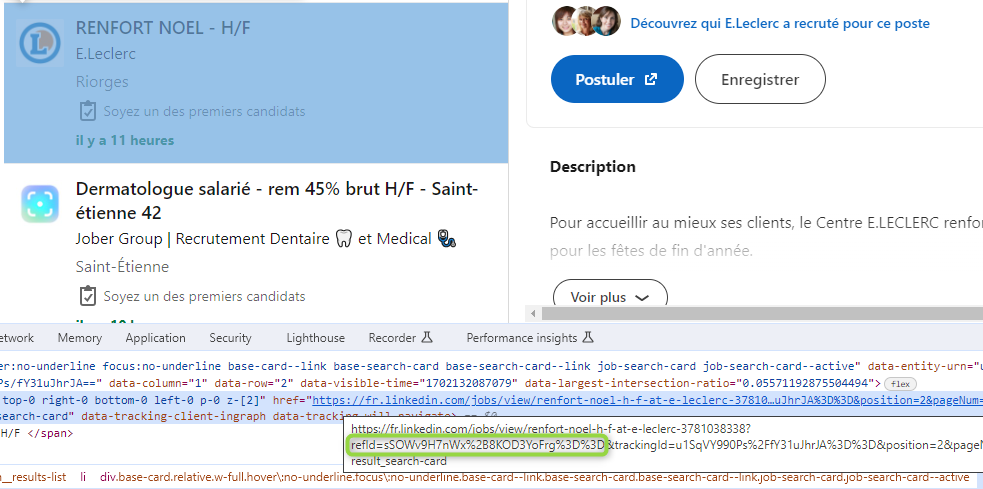 RENFORT NOEL - H/F
E.Leclerc
Riorges
Soyez un des premiers candidats
il y a 11 heures
Dermatologue salarié - rem 45% brut H/F - Saint-
étienne 42
Jober Group | Recrutement Dentaire 🦷 et Medical 🩺
Saint-Étienne
Soyez un des premiers candidats
Découvrez qui E.Leclerc a recruté pour ce poste
Postuler
Enregistrer
Description
Pour accueillir au mieux ses clients, le Centre E.LECLERC renfor
pour les fêtes de fin d'année.
Voir plus
etwork Memory Application Security Lighthouse Recorder Performance insights
er:no-underline focus:no-underline base-card--link base-search-card base-search-card--link job-search-card job-search-card--active" data-entity-urn="u
Ps/fY31uJhrJA==" data-column="1" data-row="2" data-visible-time="1702132087079" data-largest-intersection-ratio="0.05571192875504494"> flex
top-0 right-0 bottom-0 left-0 p-0 z-[2]" href="https://fr.linkedin.com/jobs/view/renfort-noel-h-f-at-e-leclerc-37810…uJhrJA%3D%3D&position=2&pageNum=
search-card" data-tracking-client-ingraph data-tracking-will-navigate> == $0
H/F </span>
https://fr.linkedin.com/jobs/view/renfort-noel-h-f-at-e-leclerc-3781038338?
refId=sSOWv9H7nWx%2B8KOD3YoFrg%3D%3D&trackingId=u1SqVY990Ps%2FfY31uJhrJA%3D%3D&position=2&pageN
result_search-card
__results-list li div.base-card.relative.w-full.hover\:no-underline.focus\:no-underline.base-card--link.base-search-card.base-search-card--link.job-search-card.job-search-card--active